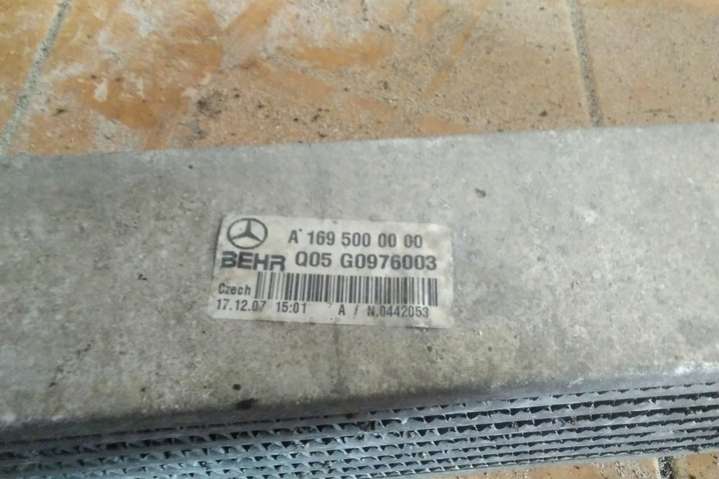 A 169 500 00 00
BEHR Q05 G0976003
Czech
17.12.07 15:01 A / N.0442053